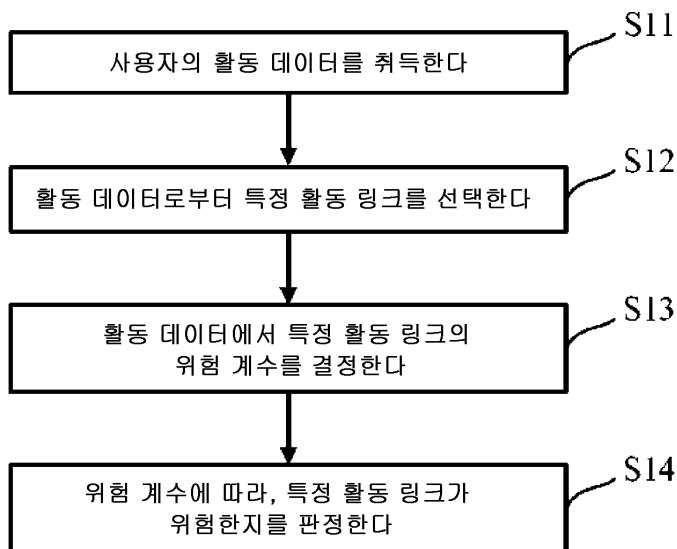 S11
사용자의 활동 데이터를 취득한다
S12
활동 데이터로부터 특정 활동 링크를 선택한다
S13
활동 데이터에서 특정 활동 링크의
위험 계수를 결정한다
S14
위험 계수에 따라, 특정 활동 링크가
위험한지를 판정한다